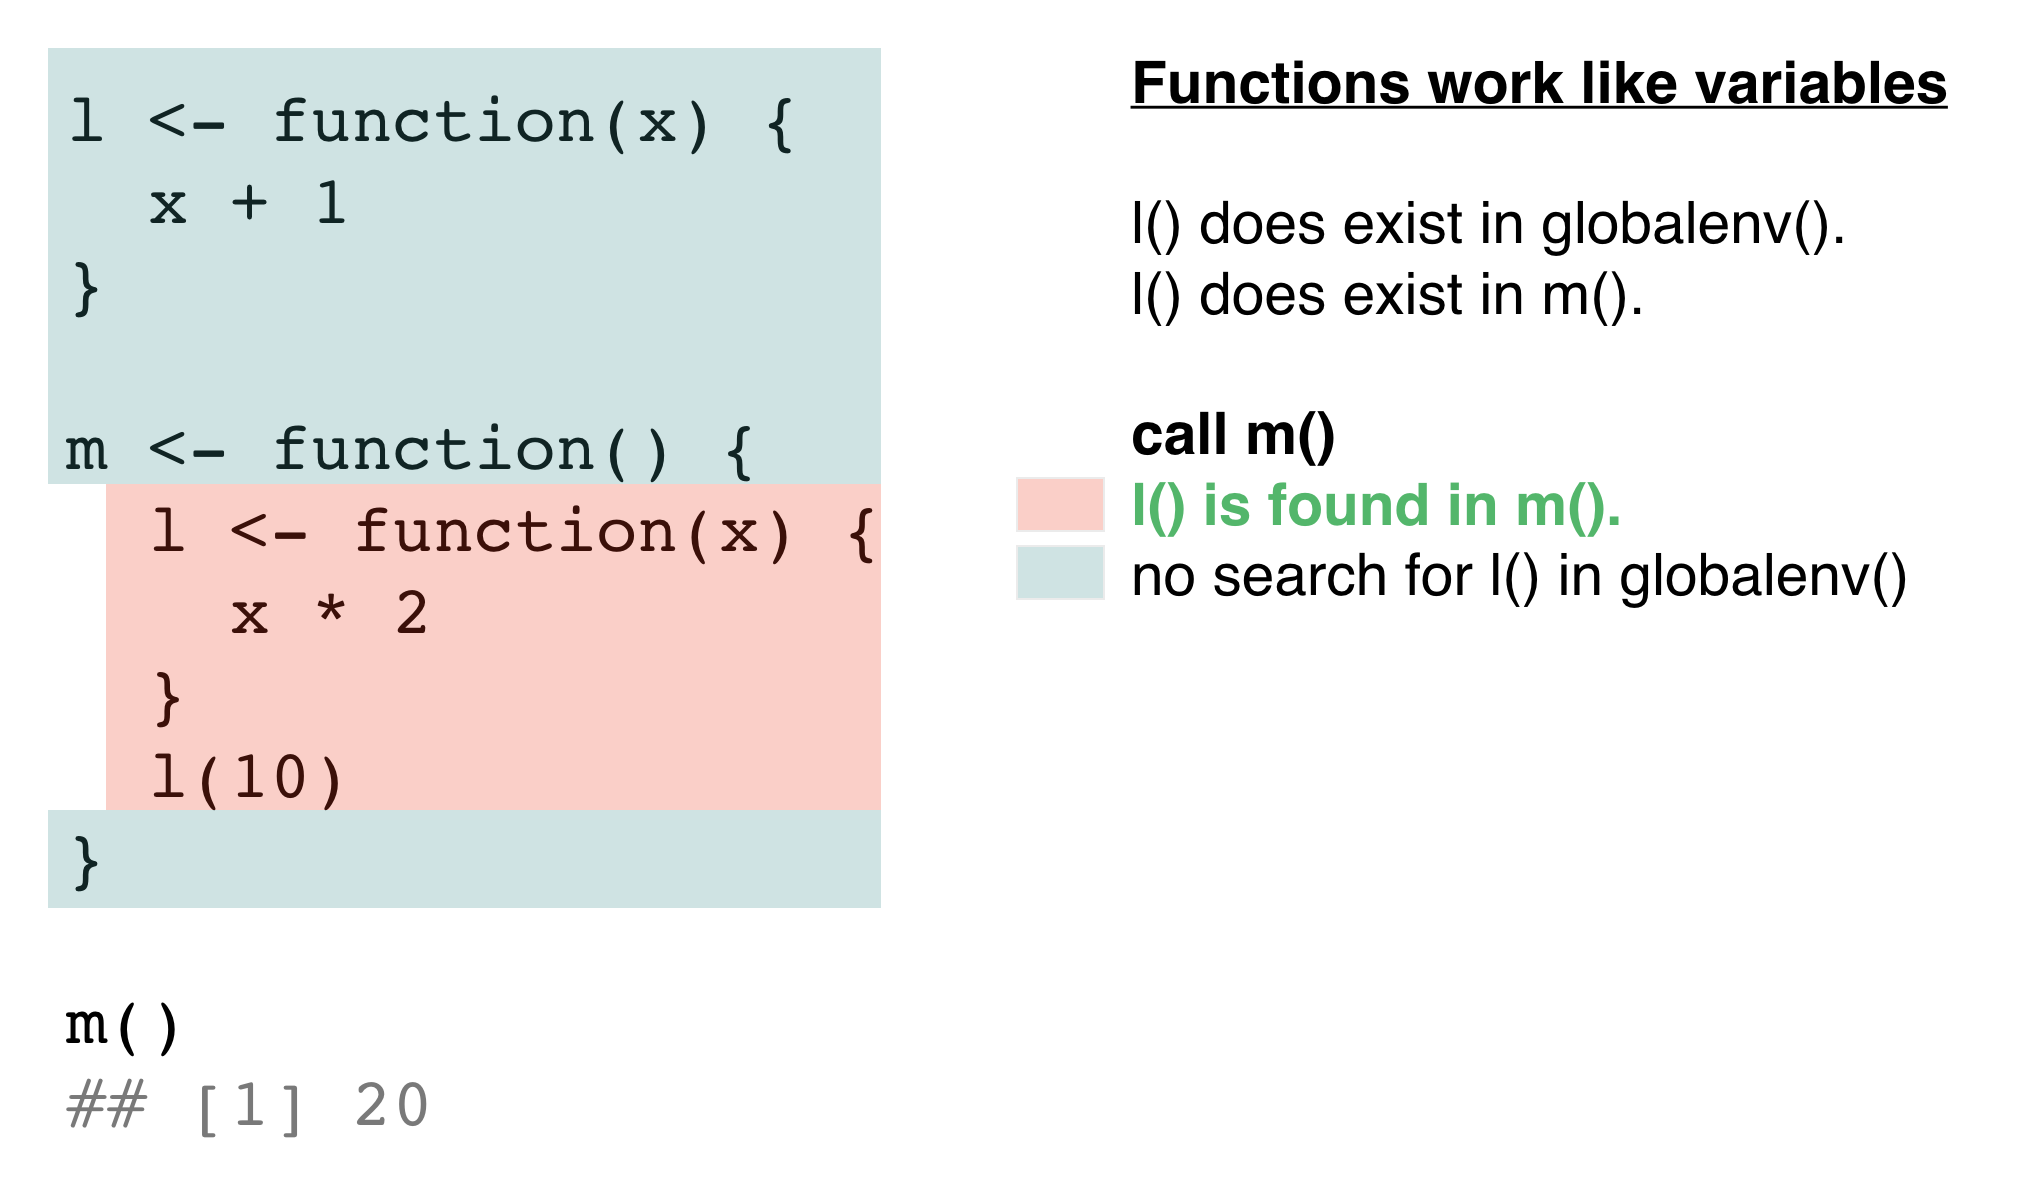 l <- function(x) {
  x + 1
}
m <- function() {
  l <- function(x) {
    x * 2
  }
  l(10)
}
m()
## [1] 20
Functions work like variables
l() does exist in globalenv().
l() does exist in m().
call m()
l() is found in m().
no search for l() in globalenv()